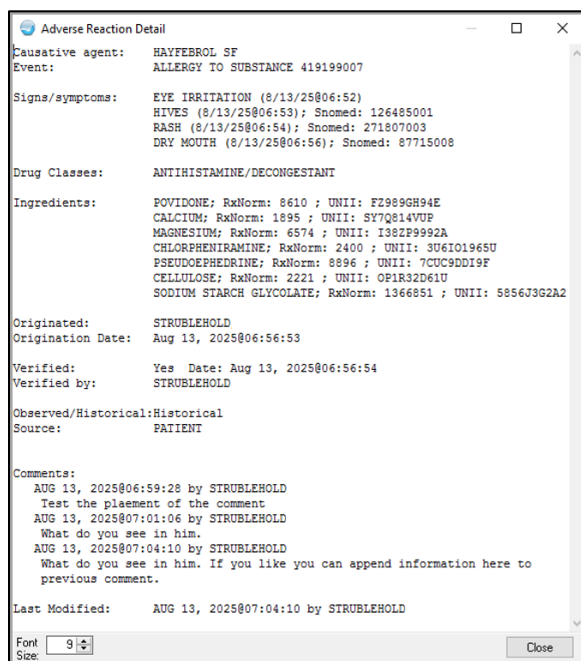 Adverse Reaction Detail
Causative agent: HAYFEBROL SF
Event: ALLERGY TO SUBSTANCE 419199007
Signs/symptoms: EYE IRRITATION (8/13/25@06:52)
HIVES (8/13/25@06:53); Snomed: 126485001
RASH (8/13/25@06:54); Snomed: 271807003
DRY MOUTH (8/13/25@06:56); Snomed: 87715008
Drug Classes: ANTIHISTAMINE/DECONGESTANT
Ingredients: POVIDONE; RxNorm: 8610 ; UNII: FZ989GH94E
CALCIUM; RxNorm: 1895 ; UNII: SY7Q814VUP
MAGNESIUM; RxNorm: 6574 ; UNII: I38ZP9992A
CHLORPHENIRAMINE; RxNorm: 2400 ; UNII: 3U6IO1965U
PSEUDOEPHEDRINE; RxNorm: 8896 ; UNII: 7CUC9DDI9F
CELLULOSE; RxNorm: 2221 ; UNII: OP1R32D61U
SODIUM STARCH GLYCOLATE; RxNorm: 1366851 ; UNII: 5856J3G2A2
Originated: STRUBLEHOLD
Origination Date: Aug 13, 2025@06:56:53
Verified: Yes Date: Aug 13, 2025@06:56:54
Verified by: STRUBLEHOLD
Observed/Historical:Historical
Source: PATIENT
Comments:
AUG 13, 2025@06:59:28 by STRUBLEHOLD
Test the plaement of the comment
AUG 13, 2025@07:01:06 by STRUBLEHOLD
What do you see in him.
AUG 13, 2025@07:04:10 by STRUBLEHOLD
What do you see in him. If you like you can append information here to
previous comment.
Last Modified: AUG 13, 2025@07:04:10 by STRUBLEHOLD
Font
Size: 9
Close